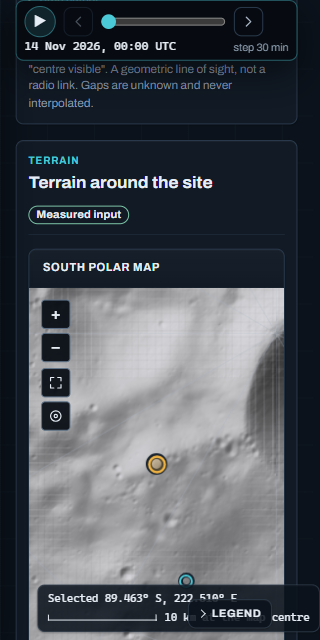 14 Nov 2026, 00:00 UTC
step 30 min
"centre visible". A geometric line of sight, not a
radio link. Gaps are unknown and never
interpolated.
TERRAIN
Terrain around the site
Measured input
SOUTH POLAR MAP
+
−
Selected 89.463° S, 222.510° E
10 k
LEGEND
centre